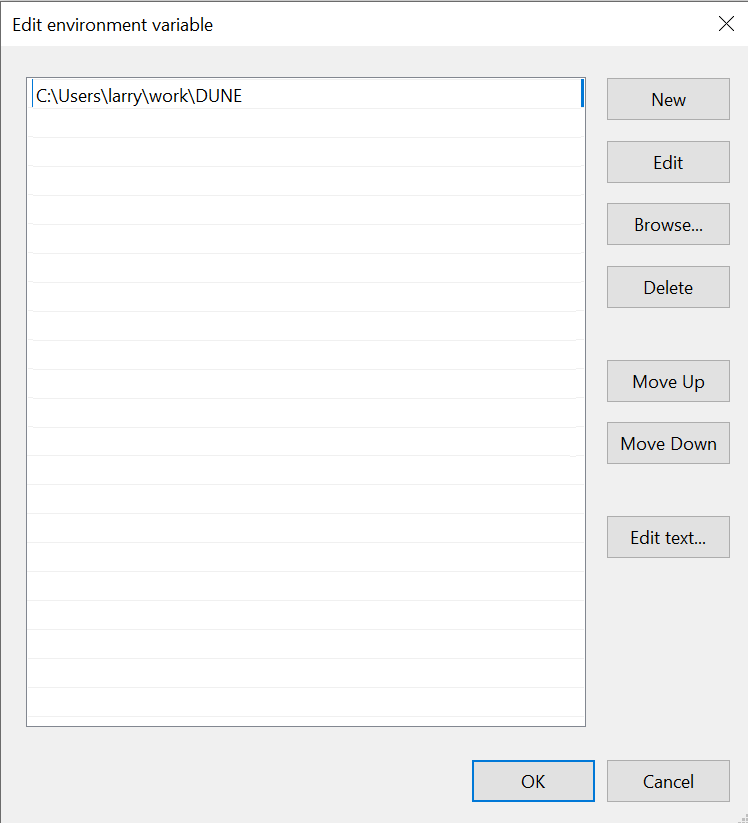 Edit environment variable
C:\Users\larry\work\DUNE
New
Edit
Browse...
Delete
Move Up
Move Down
Edit text...
OK
Cancel